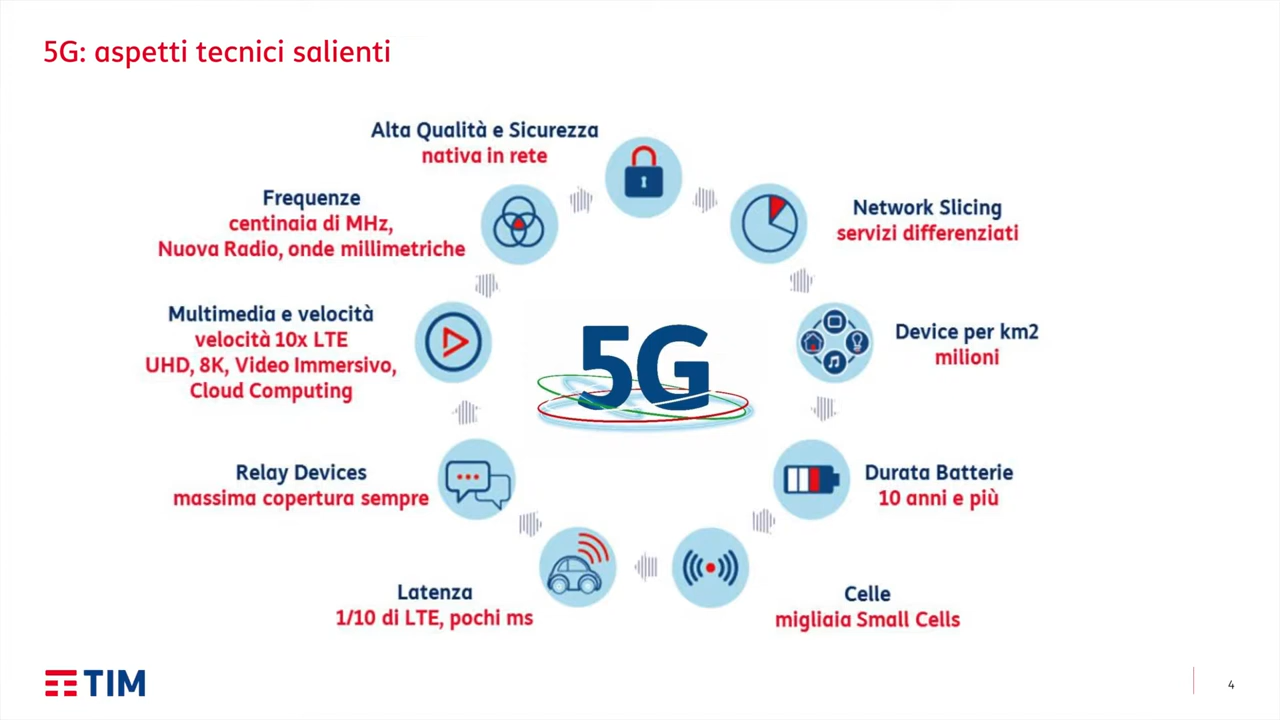 5G: aspetti tecnici salienti
Alta Qualità e Sicurezza
nativa in rete
Frequenze
centinaia di MHz,
Nuova Radio, onde millimetriche
Network Slicing
servizi differenziati
Multimedia e velocità
velocità 10x LTE
UHD, 8K, Video Immersivo,
Cloud Computing
5G
Device per km2
milioni
Relay Devices
massima copertura sempre
Durata Batterie
10 anni e più
Latenza
1/10 di LTE, pochi ms
Celle
migliaia Small Cells
TIM
4